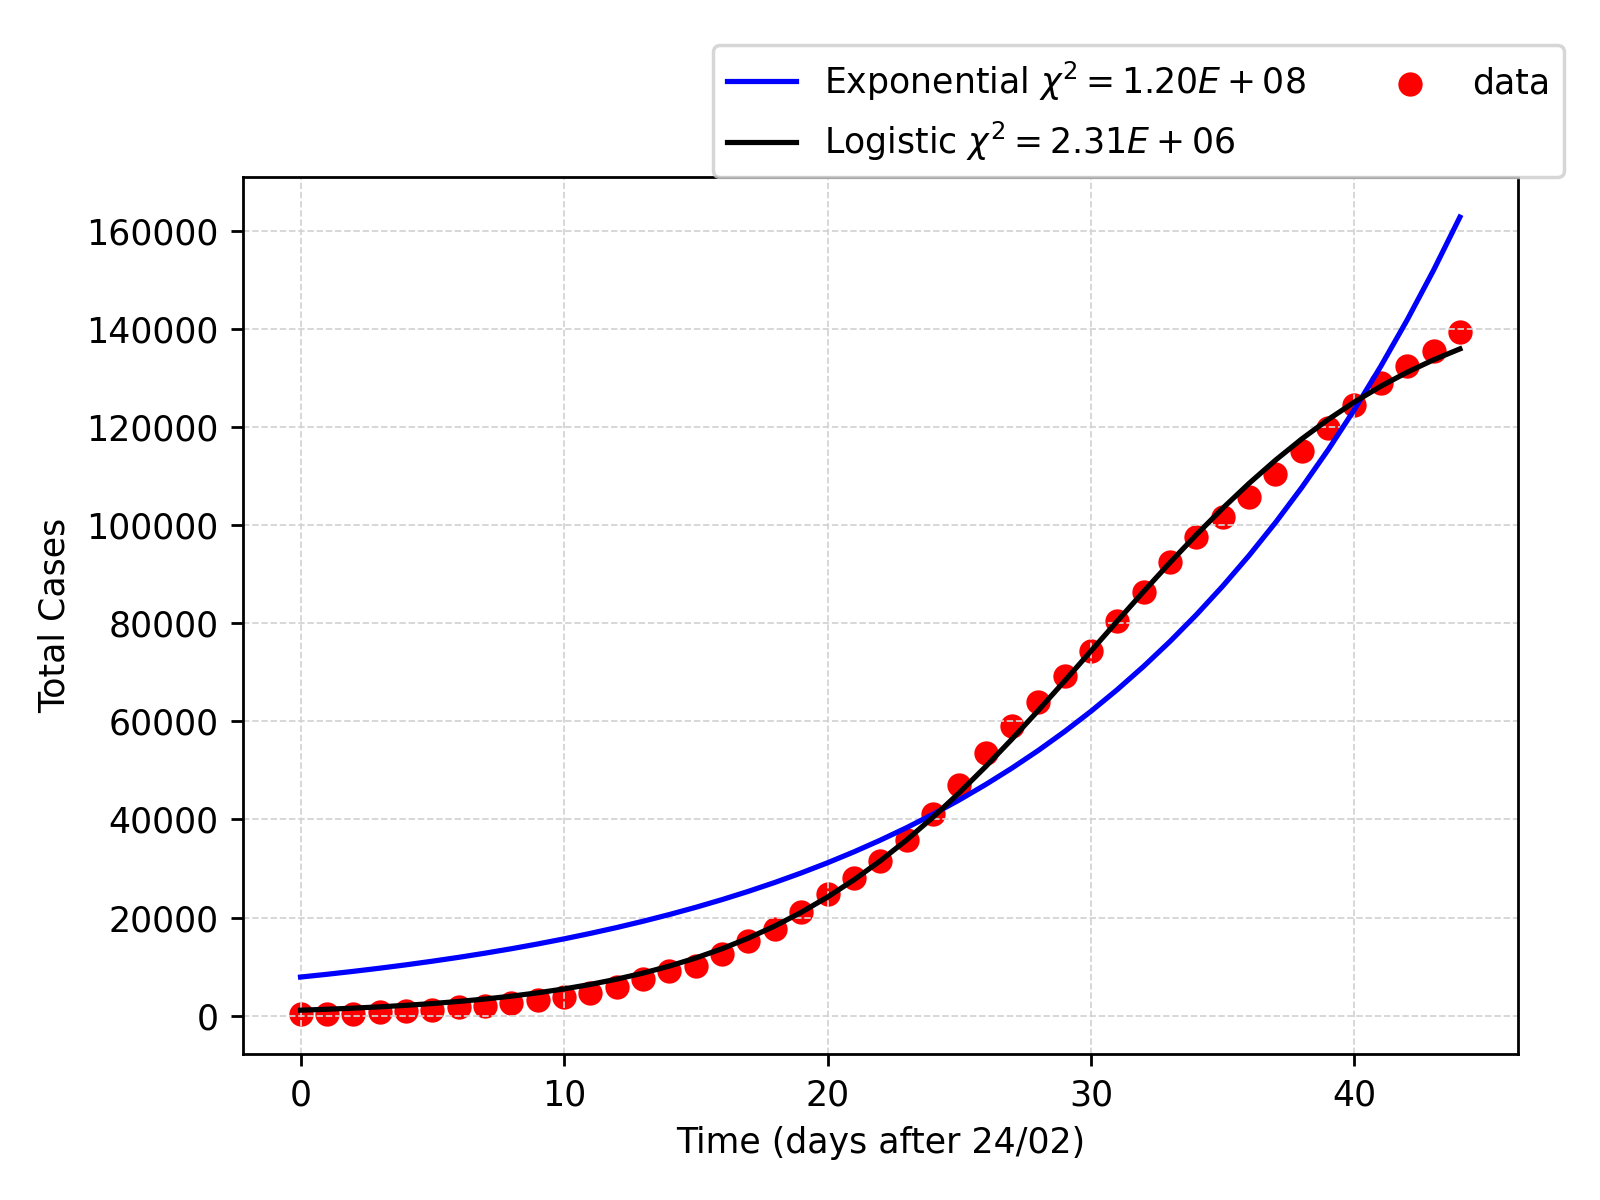 Exponential χ² = 1.20E + 08
data
Logistic χ² = 2.31E + 06
160000
140000
120000
100000
80000
60000
40000
20000
0
Total Cases
0 10 20 30 40
Time (days after 24/02)